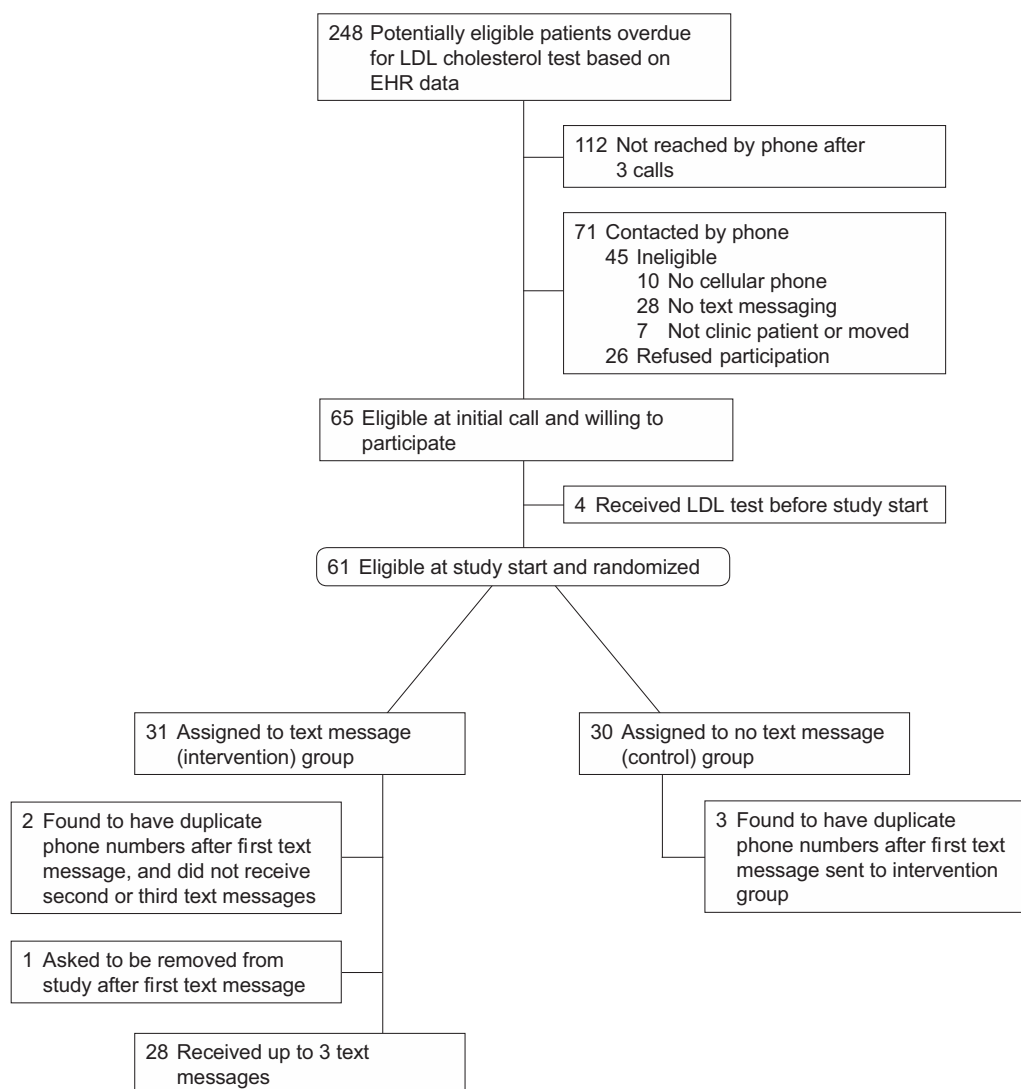 248 Potentially eligible patients overdue
for LDL cholesterol test based on
EHR data
112 Not reached by phone after
3 calls
71 Contacted by phone
45 Ineligible
10 No cellular phone
28 No text messaging
7 Not clinic patient or moved
26 Refused participation
65 Eligible at initial call and willing to
participate
4 Received LDL test before study start
61 Eligible at study start and randomized
31 Assigned to text message
(intervention) group
30 Assigned to no text message
(control) group
2 Found to have duplicate
phone numbers after first text
message, and did not receive
second or third text messages
3 Found to have duplicate
phone numbers after first text
message sent to intervention
group
1 Asked to be removed from
study after first text message
28 Received up to 3 text
messages